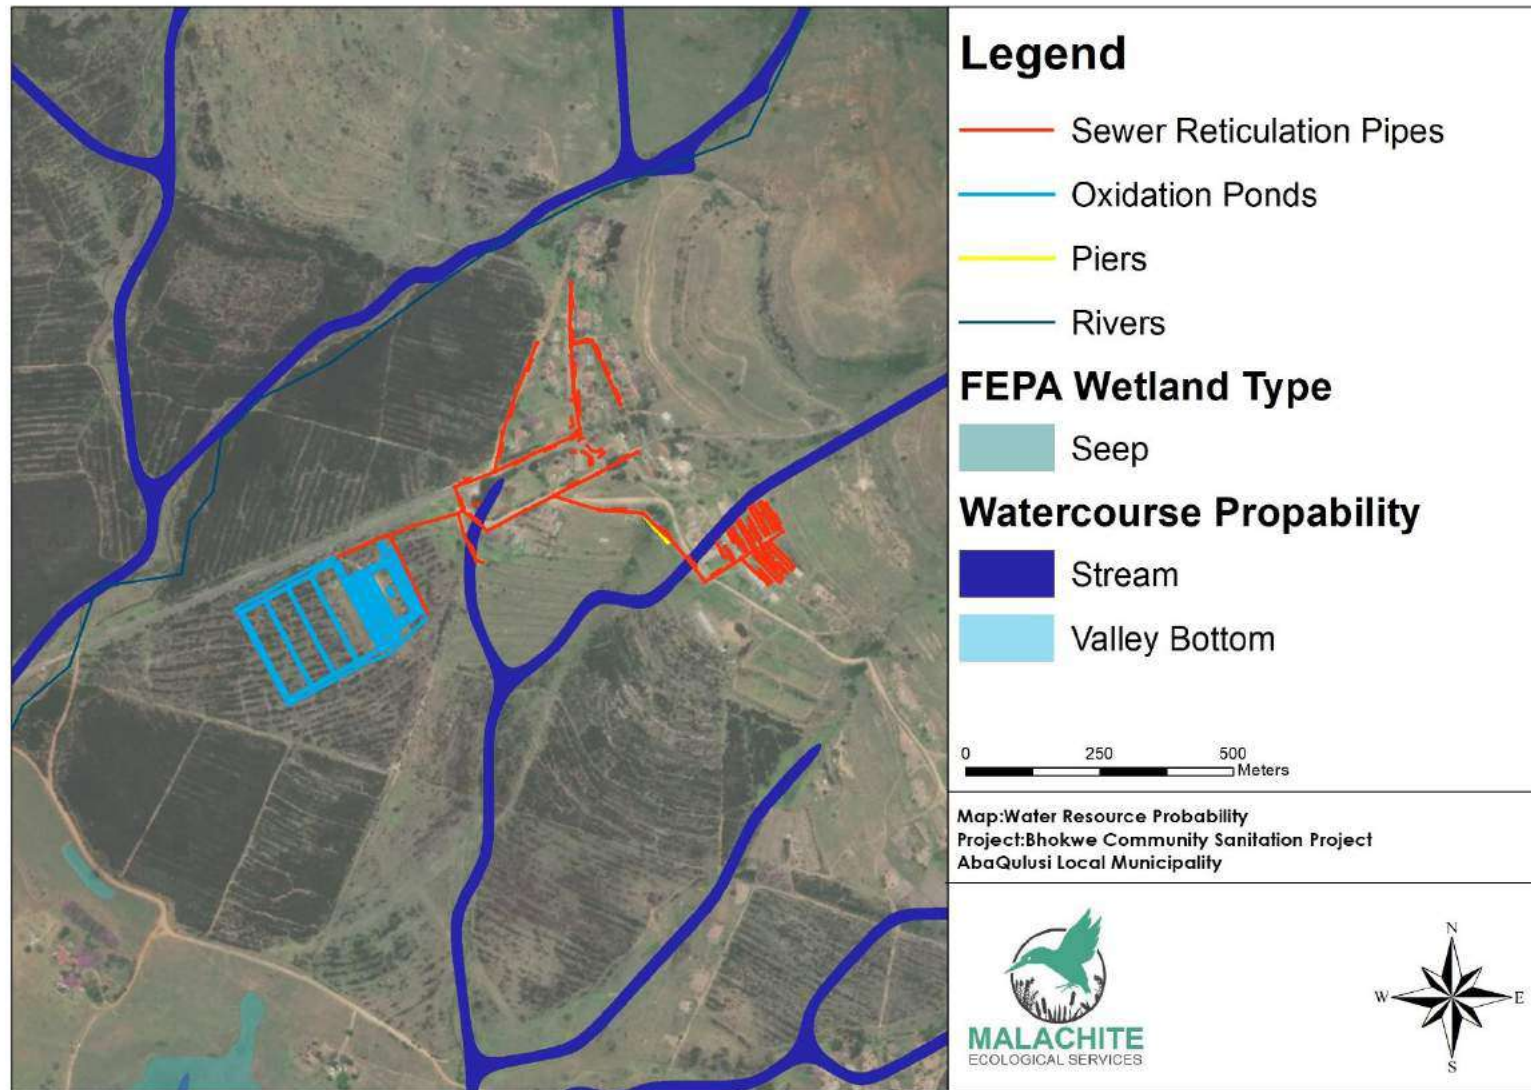 Legend
Sewer Reticulation Pipes
Oxidation Ponds
Piers
Rivers
FEPA Wetland Type
Seep
Watercourse Propability
Stream
Valley Bottom
0 250 500
Meters
Map:Water Resource Probability
Project:Bhokwe Community Sanitation Project
AbaQulusi Local Municipality
MALACHITE
ECOLOGICAL SERVICES
N
W E
S